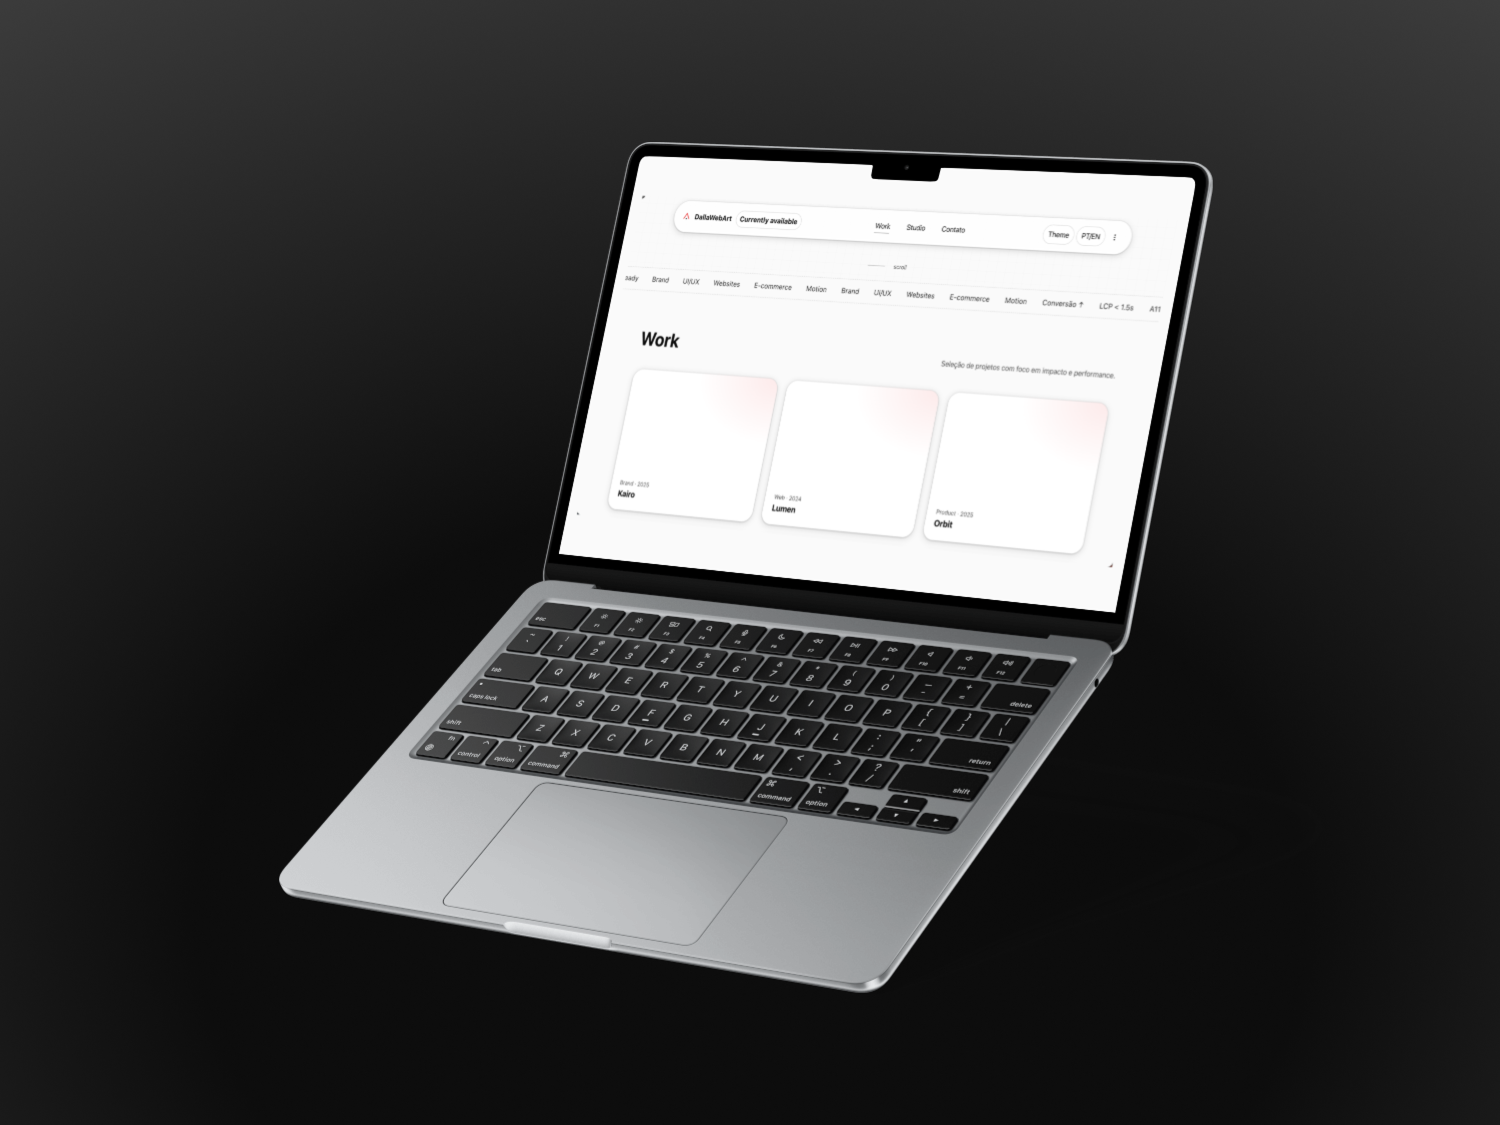 DallaWebArt Currently available Work Studio Contato Theme PT/EN
scroll
eady Brand UI/UX Websites E-commerce Motion Brand UI/UX Websites E-commerce Motion Conversão ↑ LCP < 1.5s A11
Work
Seleção de projetos com foco em impacto e performance.
Brand · 2025
Kairo
Web · 2024
Lumen
Product · 2025
Orbit
esc F1 F2 F3 F4 F5 F6 F7 F8 F9 F10 F11 F12
~ ! @ # $ % ^ & * ( ) _ +
` 1 2 3 4 5 6 7 8 9 0 - = delete
tab Q W E R T Y U I O P { [ } ] | \
caps lock A S D F G H J K L : ; " ' return
shift Z X C V B N M < , > . ? / shift
fn control option command command option